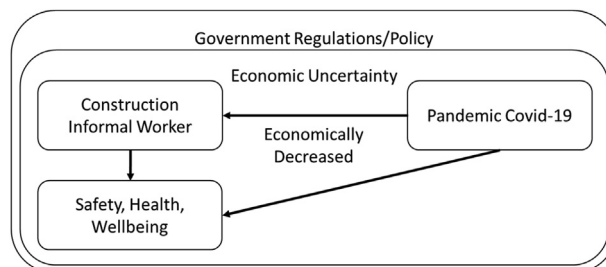 Government Regulations/Policy
Economic Uncertainty
Construction
Informal Worker
Pandemic Covid-19
Economically
Decreased
Safety, Health,
Wellbeing